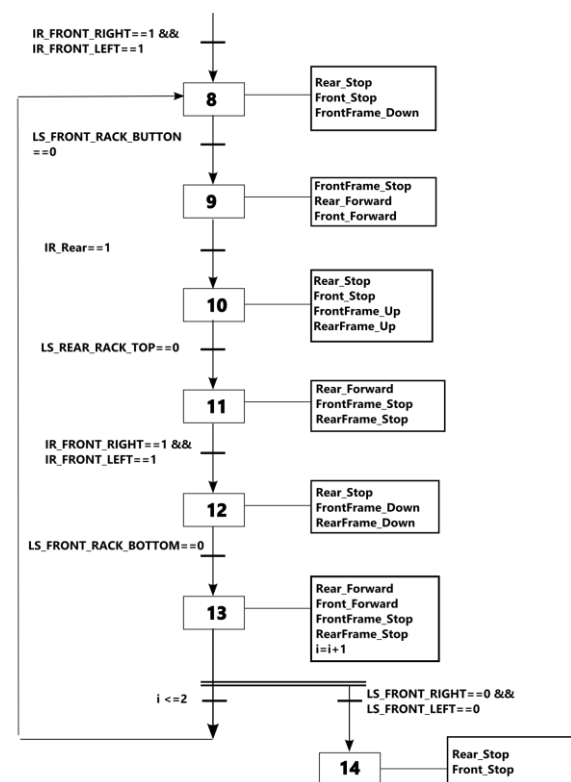 IR_FRONT_RIGHT==1 &&
IR_FRONT_LEFT==1
8
Rear_Stop
Front_Stop
FrontFrame_Down
LS_FRONT_RACK_BUTTON
==0
9
FrontFrame_Stop
Rear_Forward
Front_Forward
IR_Rear==1
10
Rear_Stop
Front_Stop
FrontFrame_Up
RearFrame_Up
LS_REAR_RACK_TOP==0
11
Rear_Forward
FrontFrame_Stop
RearFrame_Stop
IR_FRONT_RIGHT==1 &&
IR_FRONT_LEFT==1
12
Rear_Stop
FrontFrame_Down
RearFrame_Down
LS_FRONT_RACK_BOTTOM==0
13
Rear_Forward
Front_Forward
FrontFrame_Stop
RearFrame_Stop
i=i+1
i <=2
LS_FRONT_RIGHT==0 &&
LS_FRONT_LEFT==0
14
Rear_Stop
Front_Stop